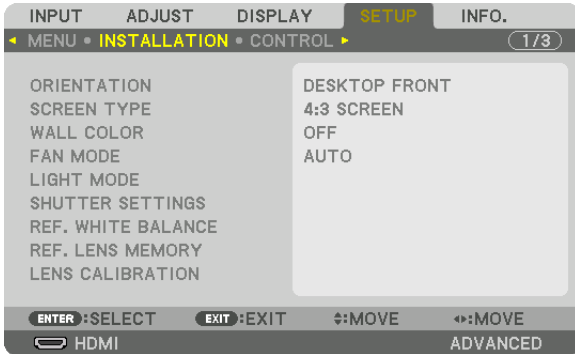 INPUT ADJUST DISPLAY SETUP INFO.
MENU • INSTALLATION • CONTROL 1/3
ORIENTATION DESKTOP FRONT
SCREEN TYPE 4:3 SCREEN
WALL COLOR OFF
FAN MODE AUTO
LIGHT MODE
SHUTTER SETTINGS
REF. WHITE BALANCE
REF. LENS MEMORY
LENS CALIBRATION
ENTER :SELECT EXIT :EXIT :MOVE :MOVE
HDMI ADVANCED